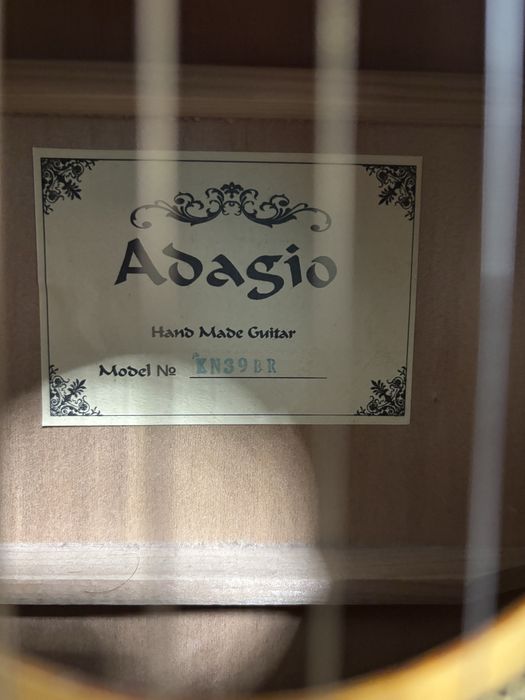 Adagio
Hand Made Guitar
Model № KN39BR